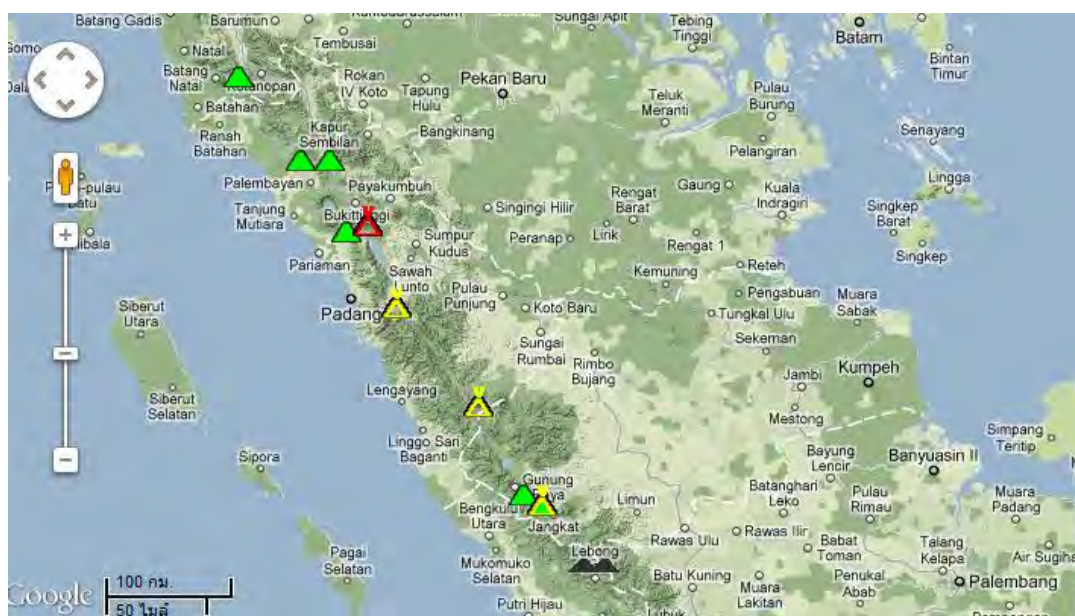 Batang Gadis
Barumun
Tembusai
Sungai Apit
Tebing
Tinggi
Batam
Bintan
Timur
Natal
Batang
Natal
Rokan
IV Koto
Tapung
Hulu
Pekan Baru
Teluk
Meranti
Pulau
Burung
Batahan
Ranah
Batahan
Kapur
Sembilan
Bangkinang
Pelangiran
Senayang
Palembayan
Payakumbuh
Gaung
Kuala
Indragiri
Lingga
Tanjung
Mutiara
Singingi Hilir
Rengat
Barat
Singkep
Barat
Sumpur
Kudus
Peranap
Lirik
Rengat 1
Singkep
Pariaman
Sawah
Lunto
Pulau
Punjung
Kemuning
Reteh
Siberut
Utara
Padang
Koto Baru
Pengabuan
Muara
Sabak
Tungkal Ulu
Sungai
Rumbai
Rimbo
Bujang
Sekeman
Siberut
Selatan
Lengayang
Jambi
Kumpeh
Mestong
Linggo Sari
Baganti
Simpang
Teritip
Sipora
Bayung
Lencir
Banyuasin II
Gunung
Limun
Batanghari
Leko
Pulau
Rimau
Muara
Padang
Bengkulu
Utara
Jangkat
Rawas Ulu
Rawas Ilir
Babat
Toman
Talang
Kelapa
Air Sugiha
Pagai
Selatan
Mukomuko
Selatan
Lebong
Batu Kuning
Muara
Lakitan
Penukal
Abab
Palembang
Putri Hijau
Google
100 กม.
50 ไมล์